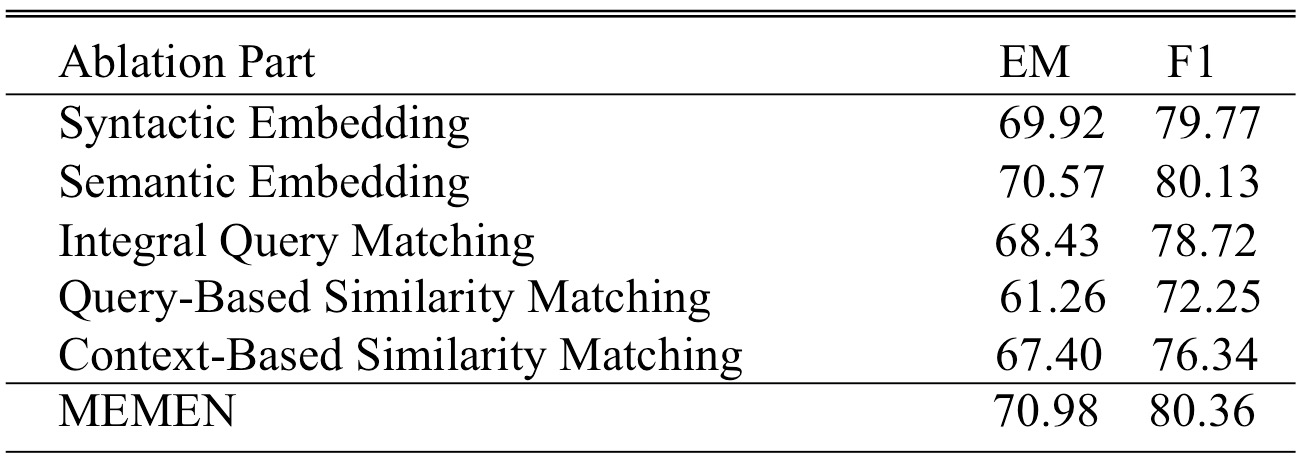 Ablation Part EM F1
Syntactic Embedding 69.92 79.77
Semantic Embedding 70.57 80.13
Integral Query Matching 68.43 78.72
Query-Based Similarity Matching 61.26 72.25
Context-Based Similarity Matching 67.40 76.34
MEMEN 70.98 80.36